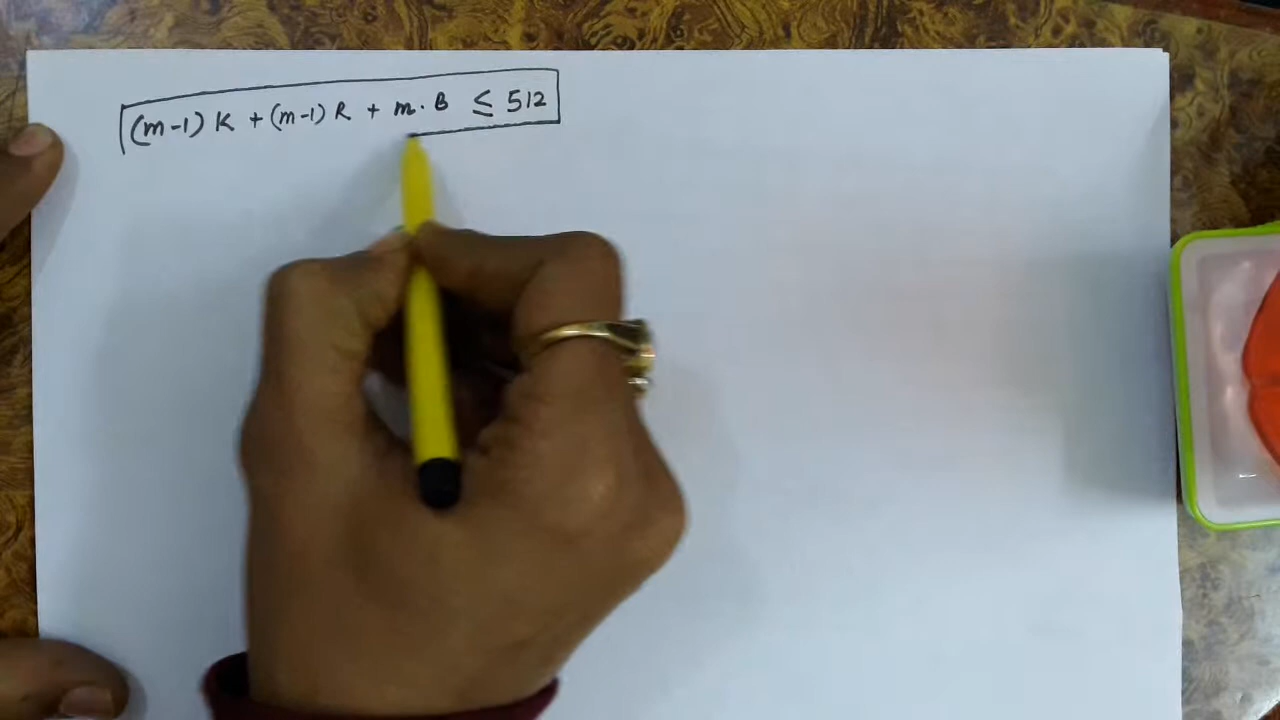 (m-1) K + (m-1) R + m. B ≤ 512